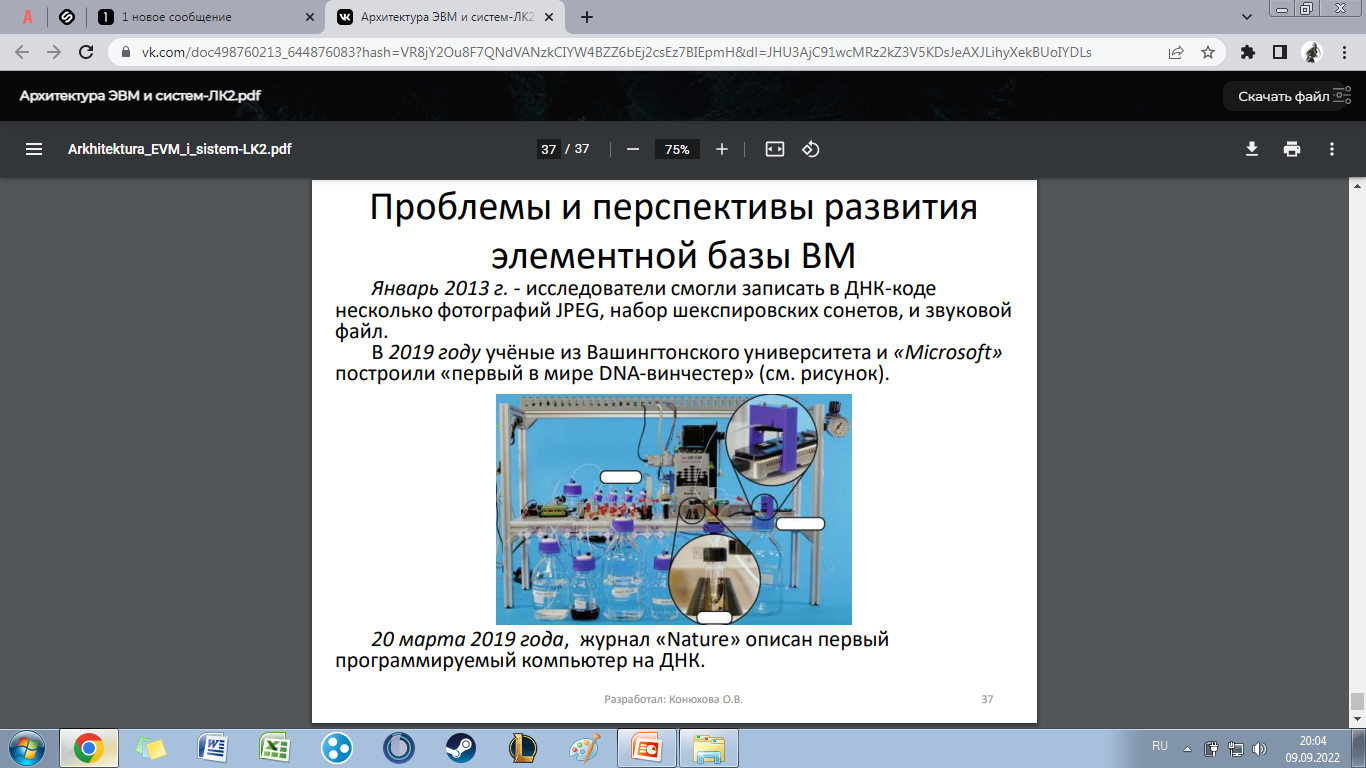 1 новое сообщение
Архитектура ЭВМ и систем-ЛК2
vk.com/doc498760213_644876083?hash=VR8jY2Ou8F7QNdVANzkCIYW4BZZ6bEj2csEz7BIEpmH&dl=JHU3AjC91wcMRz2kZ3V5KDsJeAXJLihyXekBUoIYDLs
Архитектура ЭВМ и систем-ЛК2.pdf
Скачать файл
Arkhitektura_EVM_i_sistem-LK2.pdf
37 / 37
75%
Проблемы и перспективы развития
элементной базы ВМ
Январь 2013 г. - исследователи смогли записать в ДНК-коде
несколько фотографий JPEG, набор шекспировских сонетов, и звуковой
файл.
В 2019 году учёные из Вашингтонского университета и «Microsoft»
построили «первый в мире DNA-винчестер» (см. рисунок).
20 марта 2019 года, журнал «Nature» описан первый
программируемый компьютер на ДНК.
Разработал: Конюхова О.В.
37
RU
20:04
09.09.2022